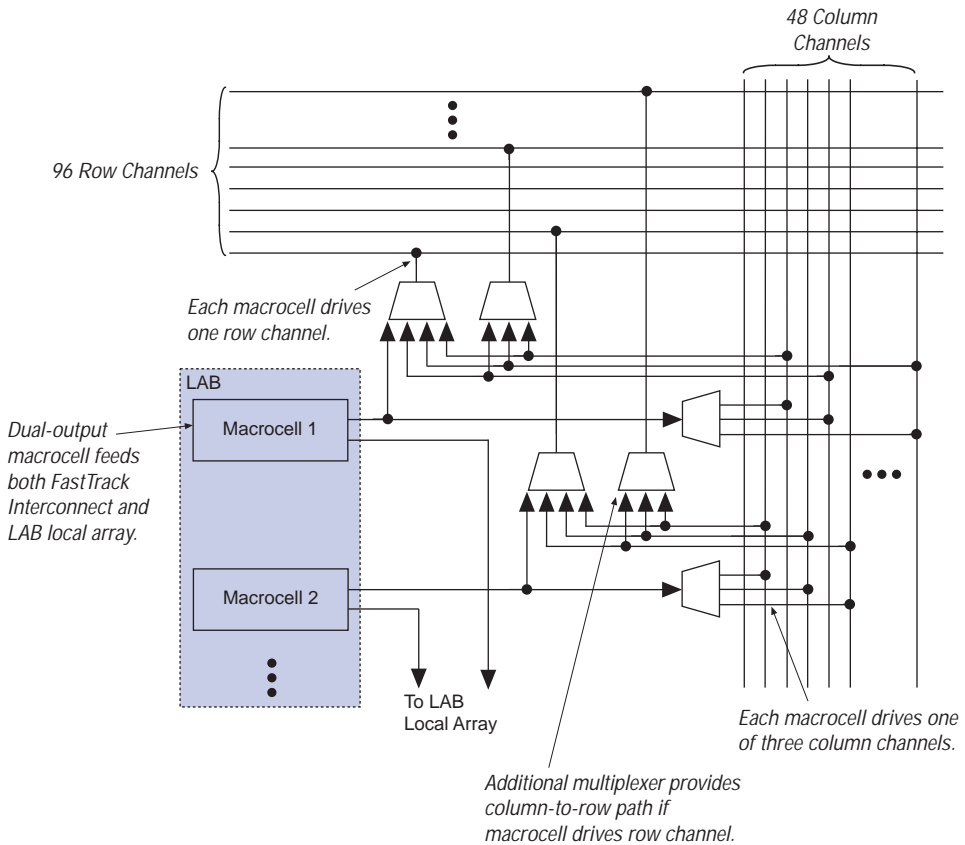 48 Column
Channels
96 Row Channels
Each macrocell drives
one row channel.
LAB
Macrocell 1
Dual-output
macrocell feeds
both FastTrack
Interconnect and
LAB local array.
Macrocell 2
To LAB
Local Array
Each macrocell drives one
of three column channels.
Additional multiplexer provides
column-to-row path if
macrocell drives row channel.